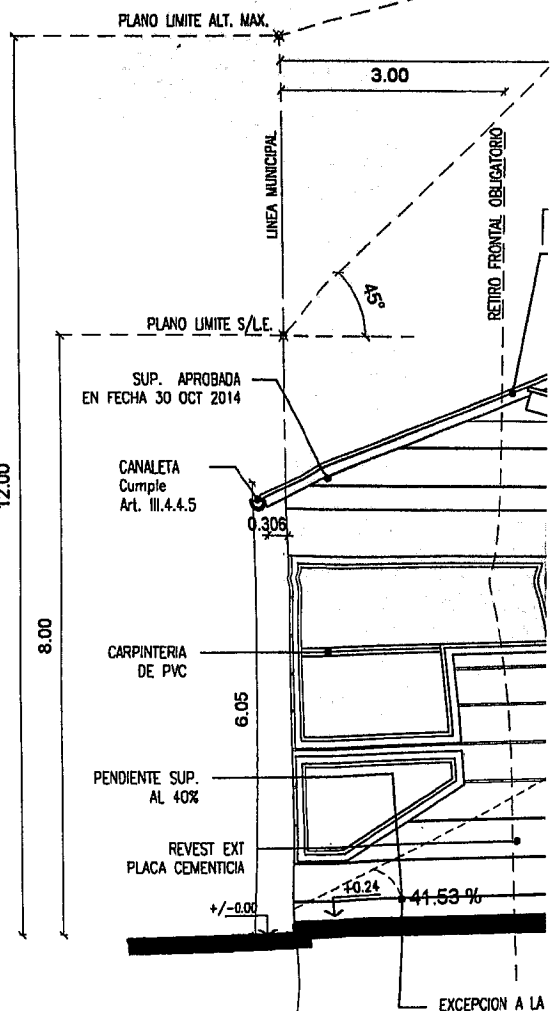 PLANO LIMITE ALT. MAX.
3.00
LINEA MUNICIPAL
RETIRO FRONTAL OBLIGATORIO
45°
PLANO LIMITE S/L.E.
SUP. APROBADA
EN FECHA 30 OCT 2014
CANALETA
Cumple
Art. III.4.4.5
0.306
12.00
8.00
6.05
CARPINTERIA
DE PVC
PENDIENTE SUP.
AL 40%
REVEST EXT
PLACA CEMENTICIA
+0.24
41.53 %
+/-0.00
EXCEPCION A LA